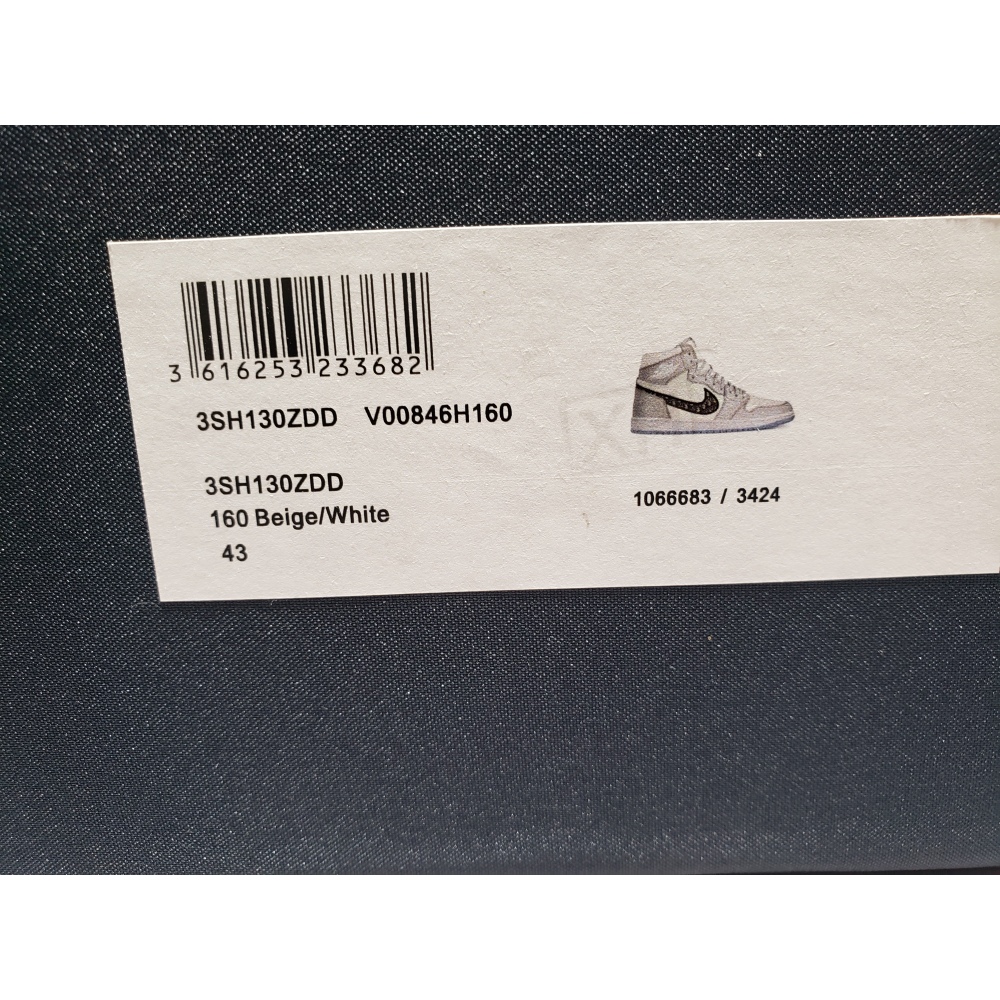 3 616253 233682
3SH130ZDD V00846H160
3SH130ZDD
160 Beige/White
43
1066683 / 3424